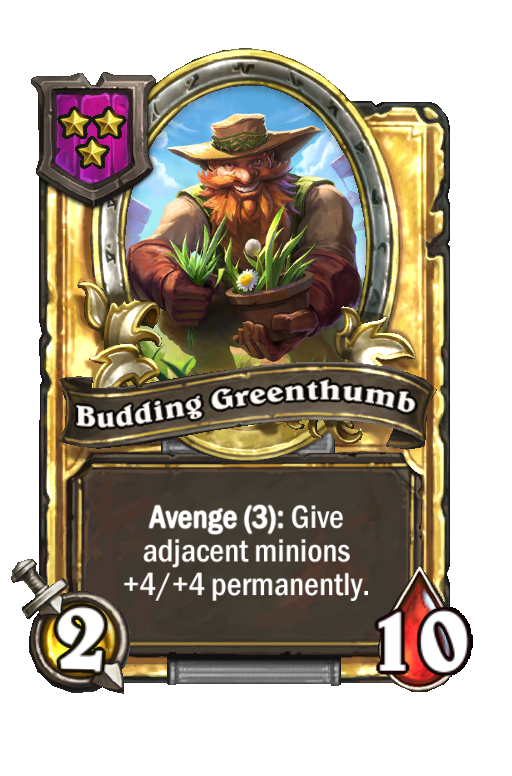 Budding Greenthumb
Avenge (3): Give
adjacent minions
+4/+4 permanently.
2
10